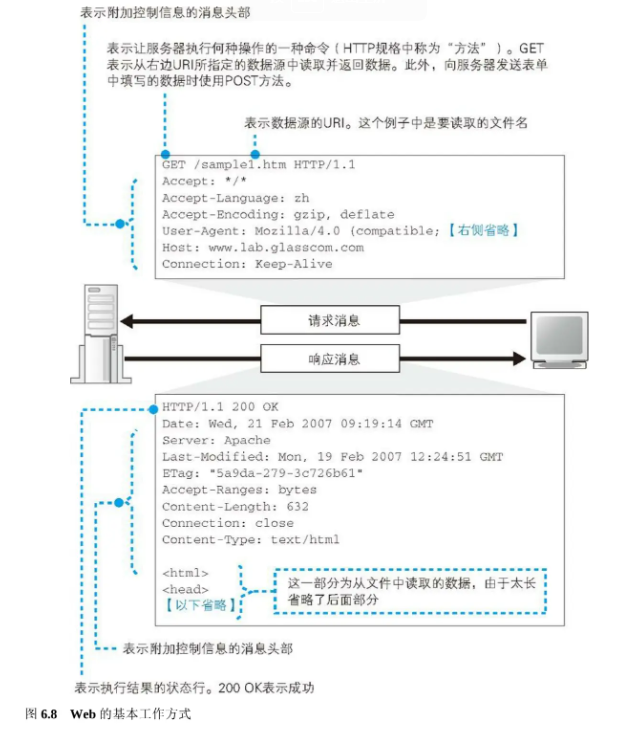 表示附加控制信息的消息头部
表示让服务器执行何种操作的一种命令（HTTP规格中称为“方法”）。GET
表示从右边URI所指定的数据源中读取并返回数据。此外，向服务器发送表单
中填写的数据时使用POST方法。
表示数据源的URI。这个例子中是要读取的文件名
GET /sample1.htm HTTP/1.1
Accept: */*
Accept-Language: zh
Accept-Encoding: gzip, deflate
User-Agent: Mozilla/4.0 (compatible;【右侧省略】
Host: www.lab.glasscom.com
Connection: Keep-Alive
请求消息
响应消息
HTTP/1.1 200 OK
Date: Wed, 21 Feb 2007 09:19:14 GMT
Server: Apache
Last-Modified: Mon, 19 Feb 2007 12:24:51 GMT
ETag: "5a9da-279-3c726b61"
Accept-Ranges: bytes
Content-Length: 632
Connection: close
Content-Type: text/html
<html>
<head>
【以下省略】
这一部分为从文件中读取的数据，由于太长
省略了后面部分
表示附加控制信息的消息头部
表示执行结果的状态行。200 OK表示成功
图 6.8 Web 的基本工作方式